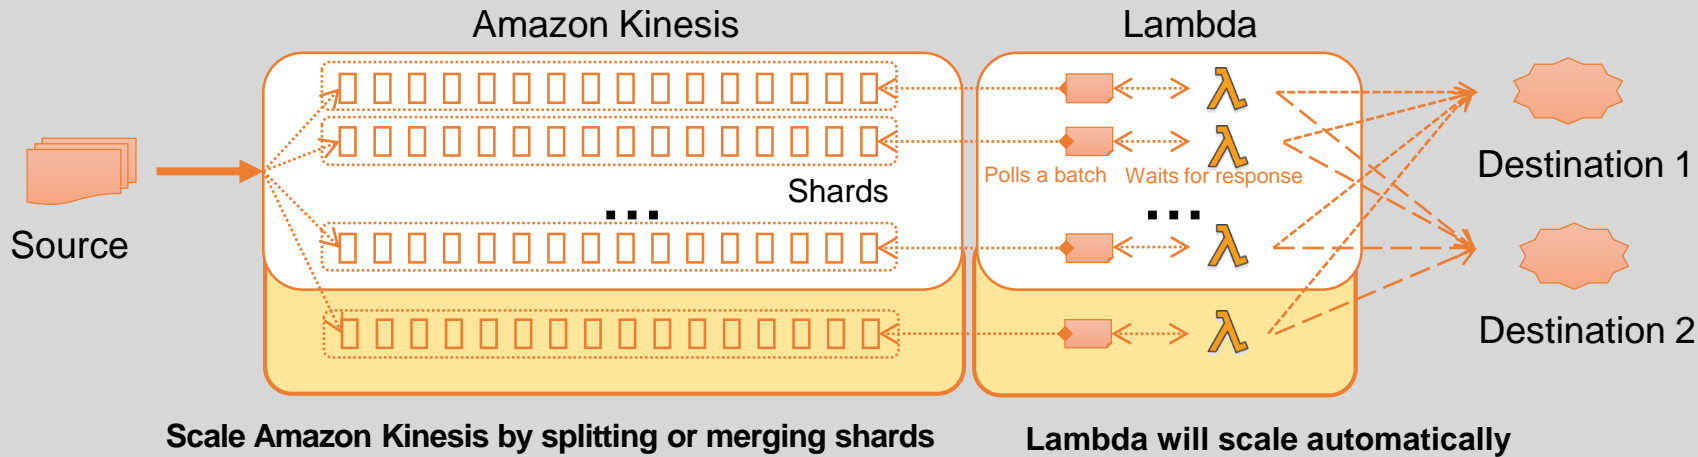 Amazon Kinesis
Lambda
λ
λ
Polls a batch
Waits for response
Destination 1
Shards
Source
...
...
λ
λ
Destination 2
Scale Amazon Kinesis by splitting or merging shards
Lambda will scale automatically